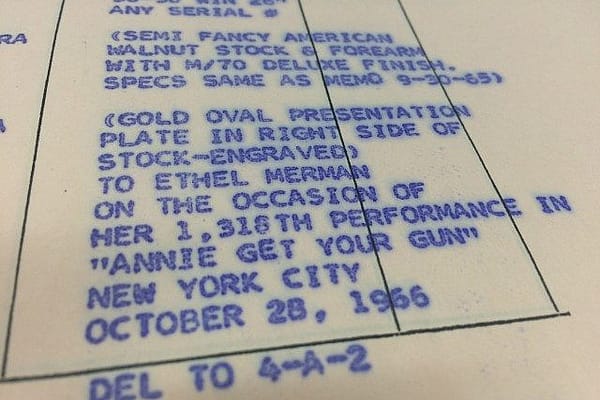 ANY SERIAL #
(SEMI FANCY AMERICAN
WALNUT STOCK & FOREARM
WITH M/70 DELUXE FINISH.
SPECS SAME AS MEMO 9-30-65)
(GOLD OVAL PRESENTATION
PLATE IN RIGHT SIDE OF
STOCK-ENGRAVED)
TO ETHEL MERMAN
ON THE OCCASION OF
HER 1,316TH PERFORMANCE IN
"ANNIE GET YOUR GUN"
NEW YORK CITY
OCTOBER 28, 1966
DEL TO 4-A-2